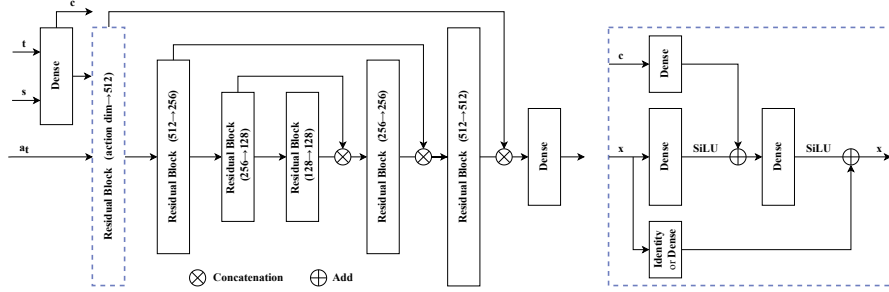 c
t
s
Dense
a_t
Residual Block (action dim→512)
Residual Block (512→256)
Residual Block
(256→128)
Residual Block
(128→128)
Residual Block (256→256)
Residual Block (512→512)
Dense
Concatenation
Add
c
Dense
x
Dense
SiLU
Dense
SiLU
x
Identity
or Dense